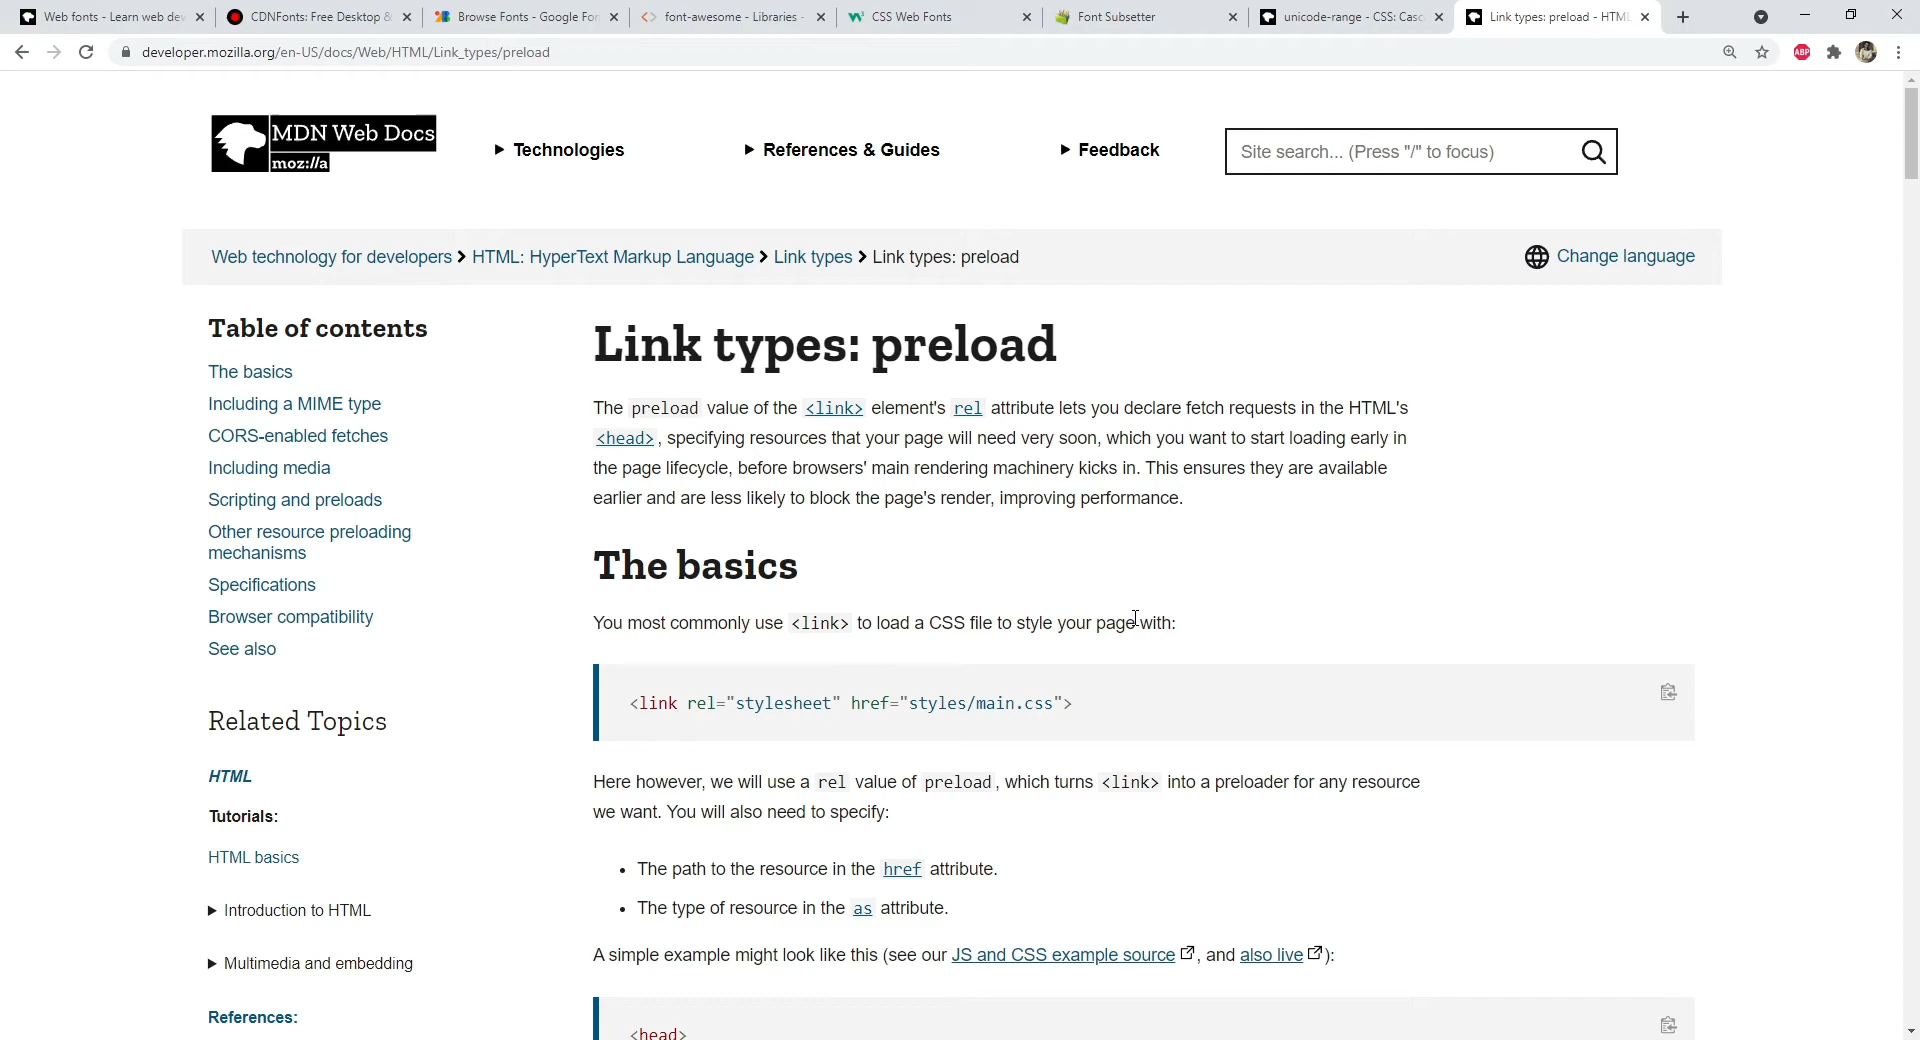 Web fonts - Learn web dev
CDNFonts: Free Desktop &
Browse Fonts - Google Fon
font-awesome - Libraries -
CSS Web Fonts
Font Subsetter
unicode-range - CSS: Casc
Link types: preload - HTML
developer.mozilla.org/en-US/docs/Web/HTML/Link_types/preload
ABP
MDN Web Docs
moz://a
Technologies
References & Guides
Feedback
Site search... (Press "/" to focus)
Web technology for developers
HTML: HyperText Markup Language
Link types
Link types: preload
Change language
Table of contents
The basics
Including a MIME type
CORS-enabled fetches
Including media
Scripting and preloads
Other resource preloading
mechanisms
Specifications
Browser compatibility
See also
Related Topics
HTML
Tutorials:
HTML basics
Introduction to HTML
Multimedia and embedding
References:
Link types: preload
The preload value of the <link> element's rel attribute lets you declare fetch requests in the HTML's
<head>, specifying resources that your page will need very soon, which you want to start loading early in
the page lifecycle, before browsers' main rendering machinery kicks in. This ensures they are available
earlier and are less likely to block the page's render, improving performance.
The basics
You most commonly use <link> to load a CSS file to style your page with:
<link rel="stylesheet" href="styles/main.css">
Here however, we will use a rel value of preload, which turns <link> into a preloader for any resource
we want. You will also need to specify:
• The path to the resource in the href attribute.
• The type of resource in the as attribute.
A simple example might look like this (see our JS and CSS example source, and also live):
<head>